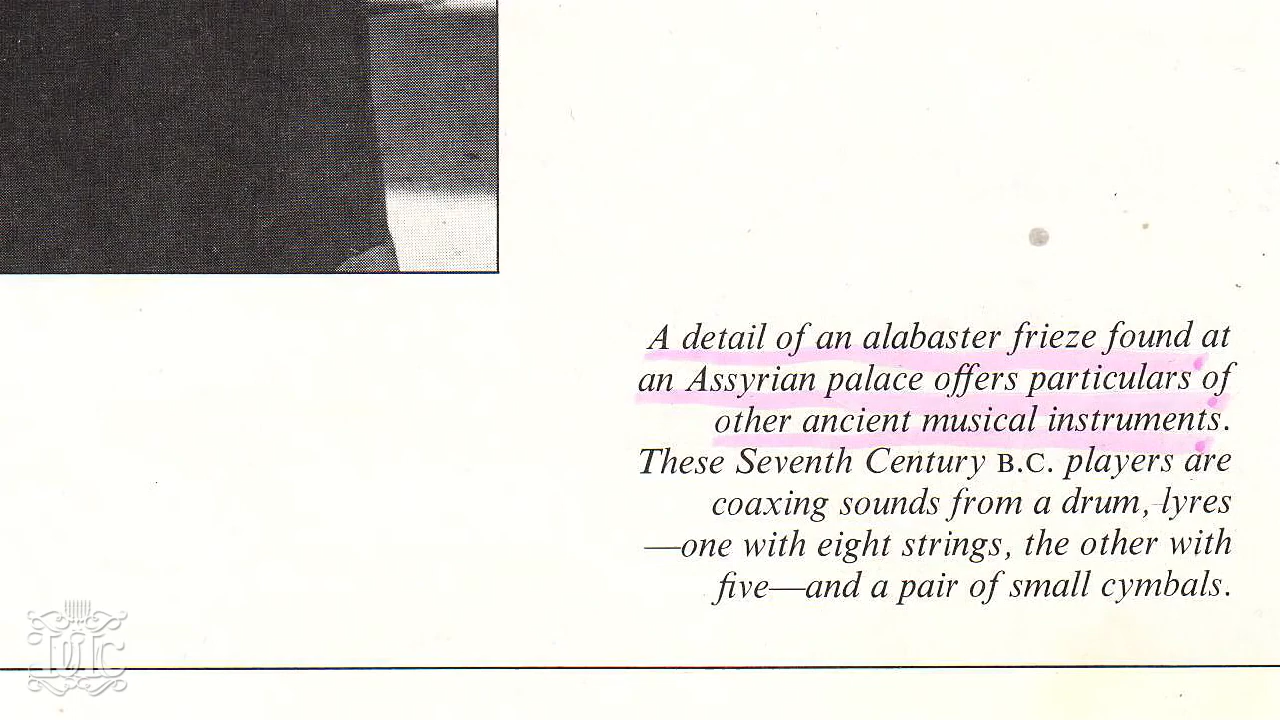 A detail of an alabaster frieze found at
an Assyrian palace offers particulars of
other ancient musical instruments.
These Seventh Century B.C. players are
coaxing sounds from a drum, lyres
—one with eight strings, the other with
five—and a pair of small cymbals.